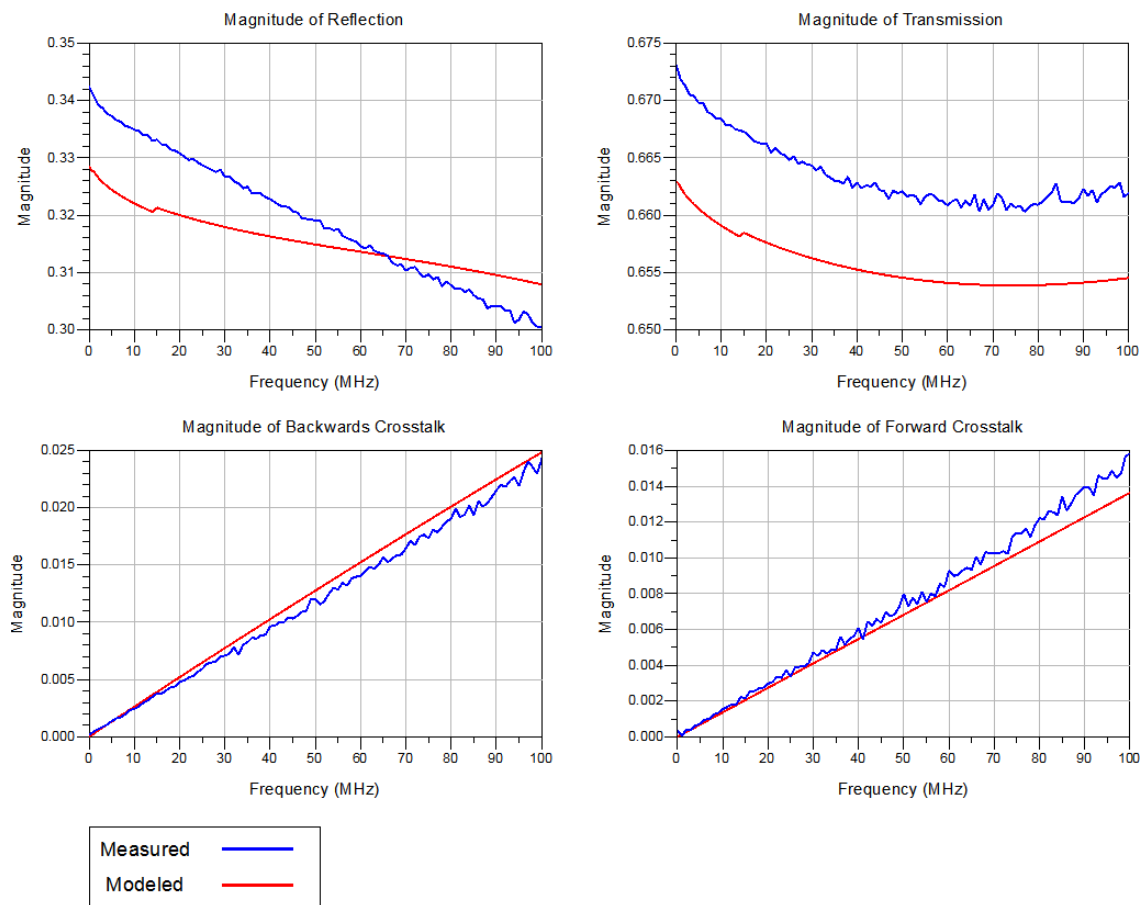 Magnitude of Reflection
0.35
0.34
0.33
0.32
0.31
0.30
Magnitude
0 10 20 30 40 50 60 70 80 90 100
Frequency (MHz)
Magnitude of Transmission
0.675
0.670
0.665
0.660
0.655
0.650
Magnitude
0 10 20 30 40 50 60 70 80 90 100
Frequency (MHz)
Magnitude of Backwards Crosstalk
0.025
0.020
0.015
0.010
0.005
0.000
Magnitude
0 10 20 30 40 50 60 70 80 90 100
Frequency (MHz)
Magnitude of Forward Crosstalk
0.016
0.014
0.012
0.010
0.008
0.006
0.004
0.002
0.000
Magnitude
0 10 20 30 40 50 60 70 80 90 100
Frequency (MHz)
Measured
Modeled